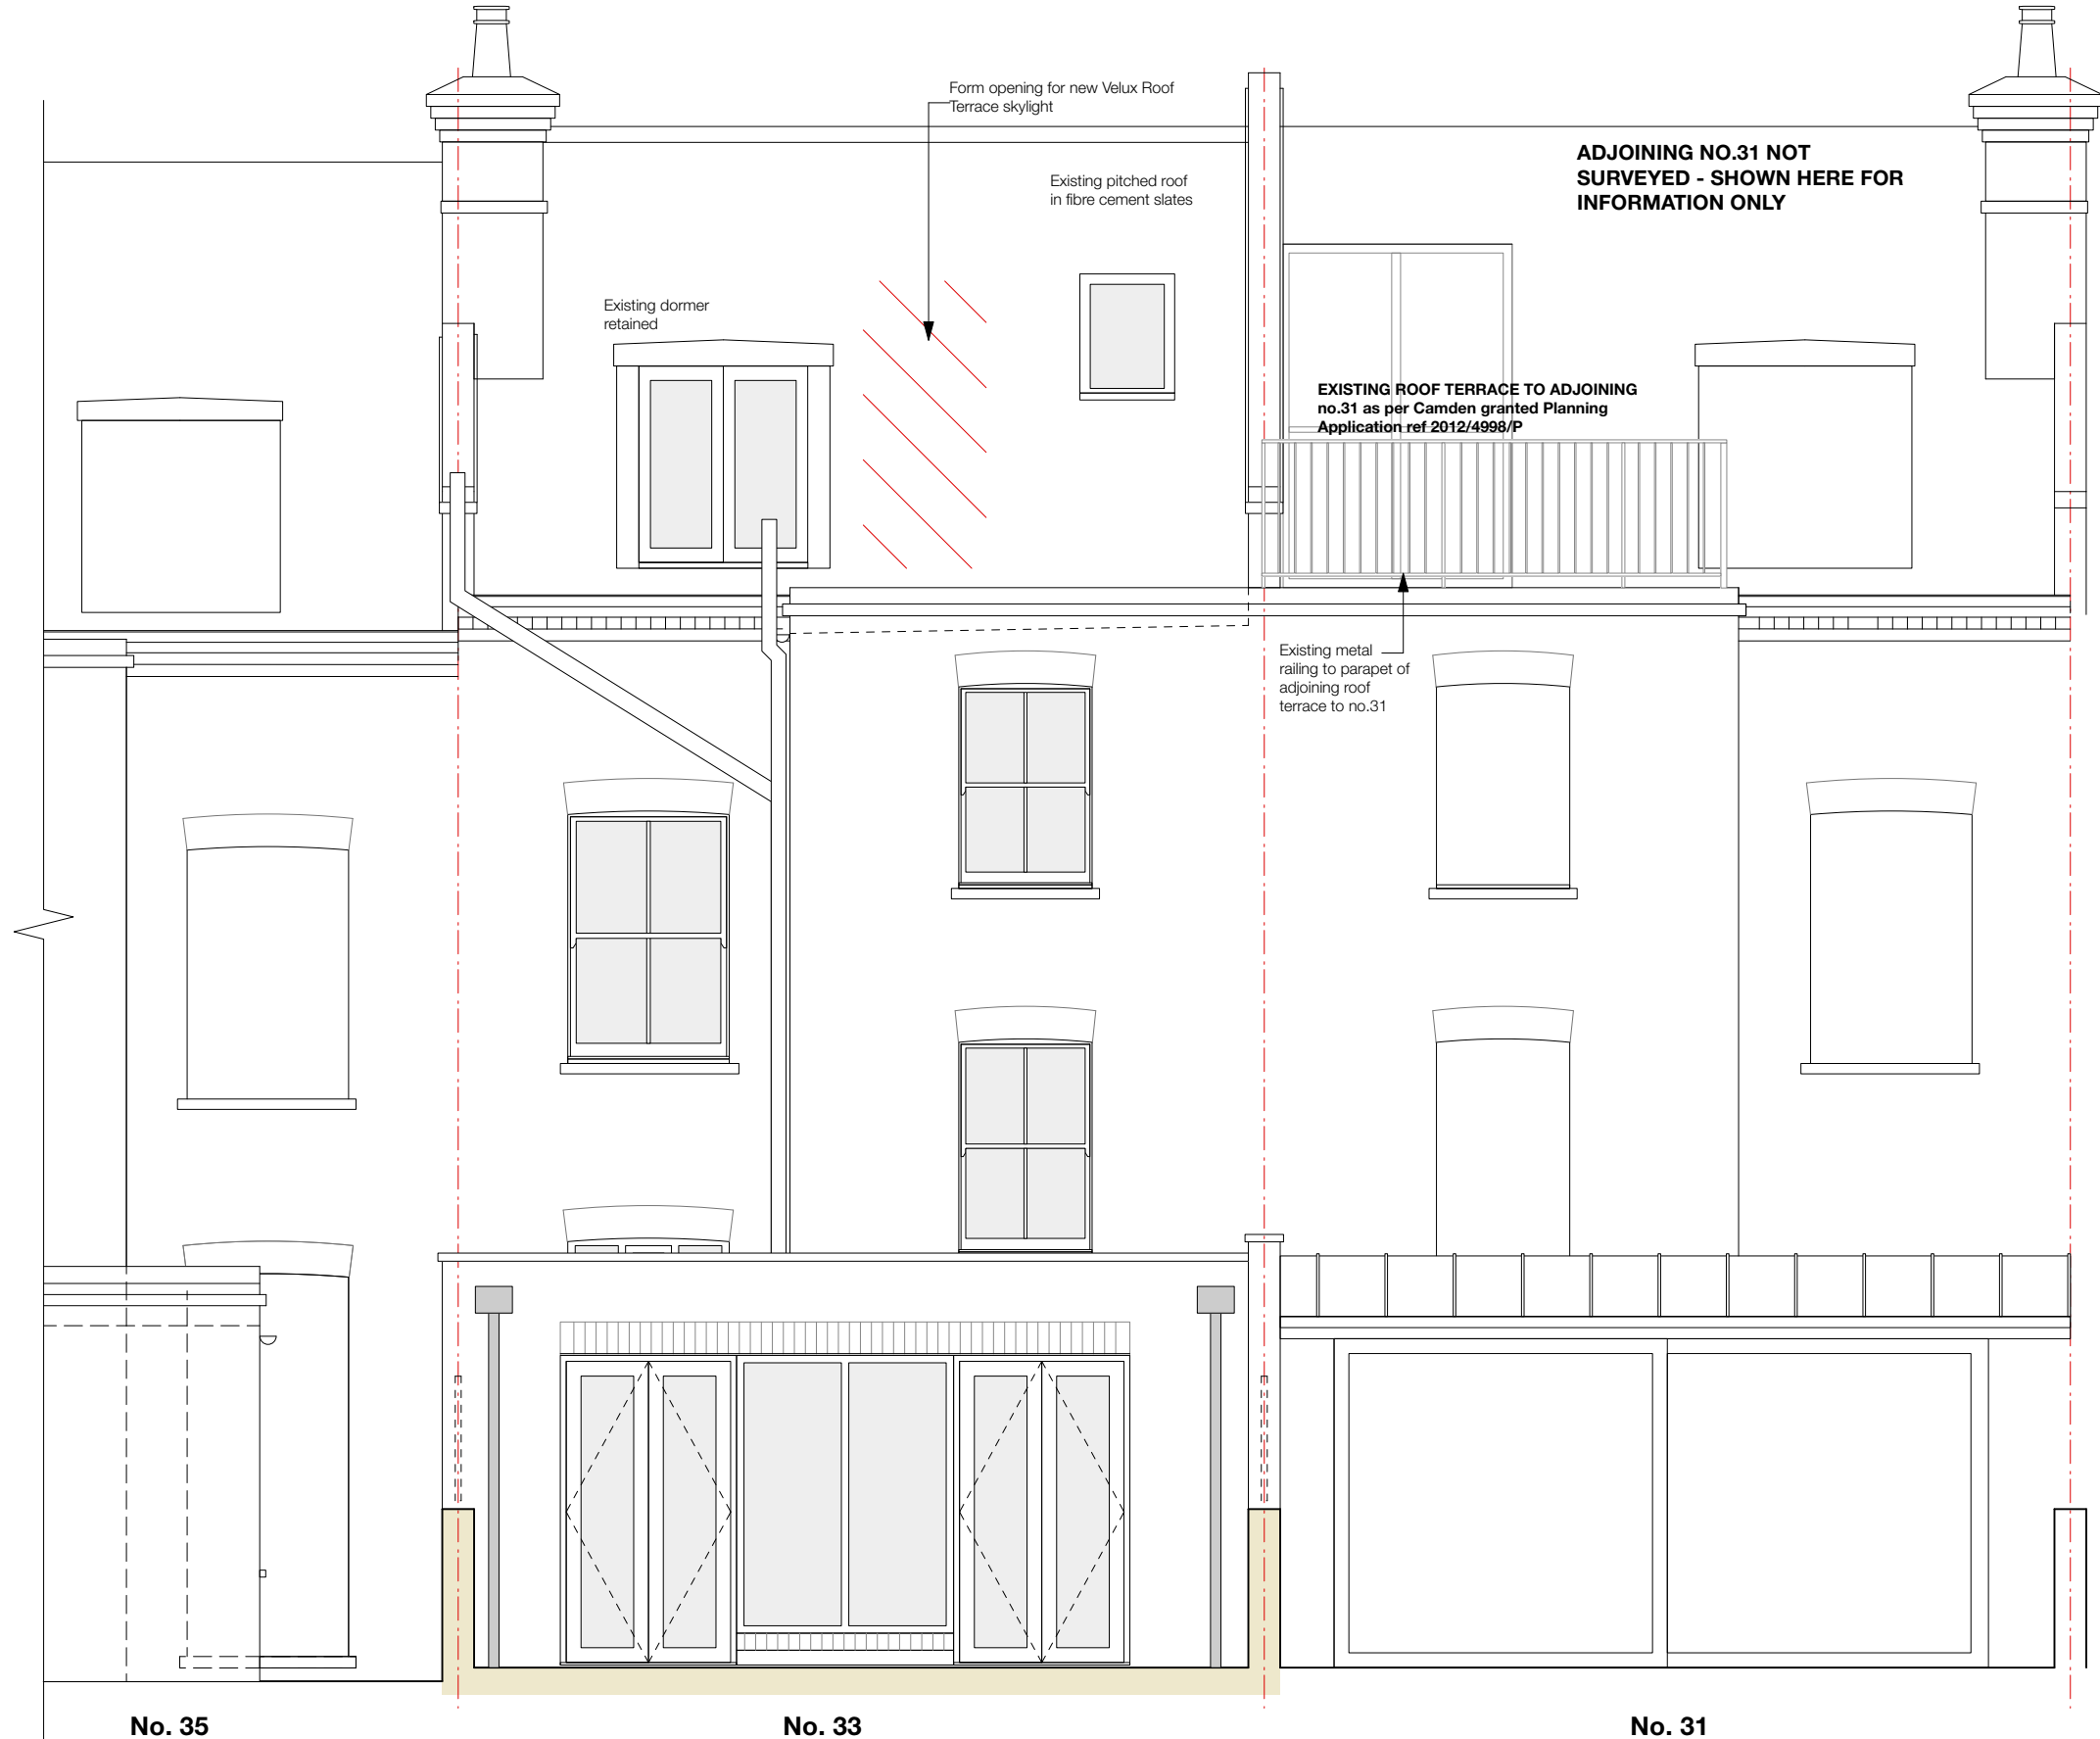 Form opening for new Velux Roof
Terrace skylight
ADJOINING NO.31 NOT
SURVEYED - SHOWN HERE FOR
INFORMATION ONLY
Existing pitched roof
in fibre cement slates
Existing dormer
retained
EXISTING ROOF TERRACE TO ADJOINING
no.31 as per Camden granted Planning
Application ref 2012/4998/P
Existing metal
railing to parapet of
adjoining roof
terrace to no.31
No. 35
No. 33
No. 31